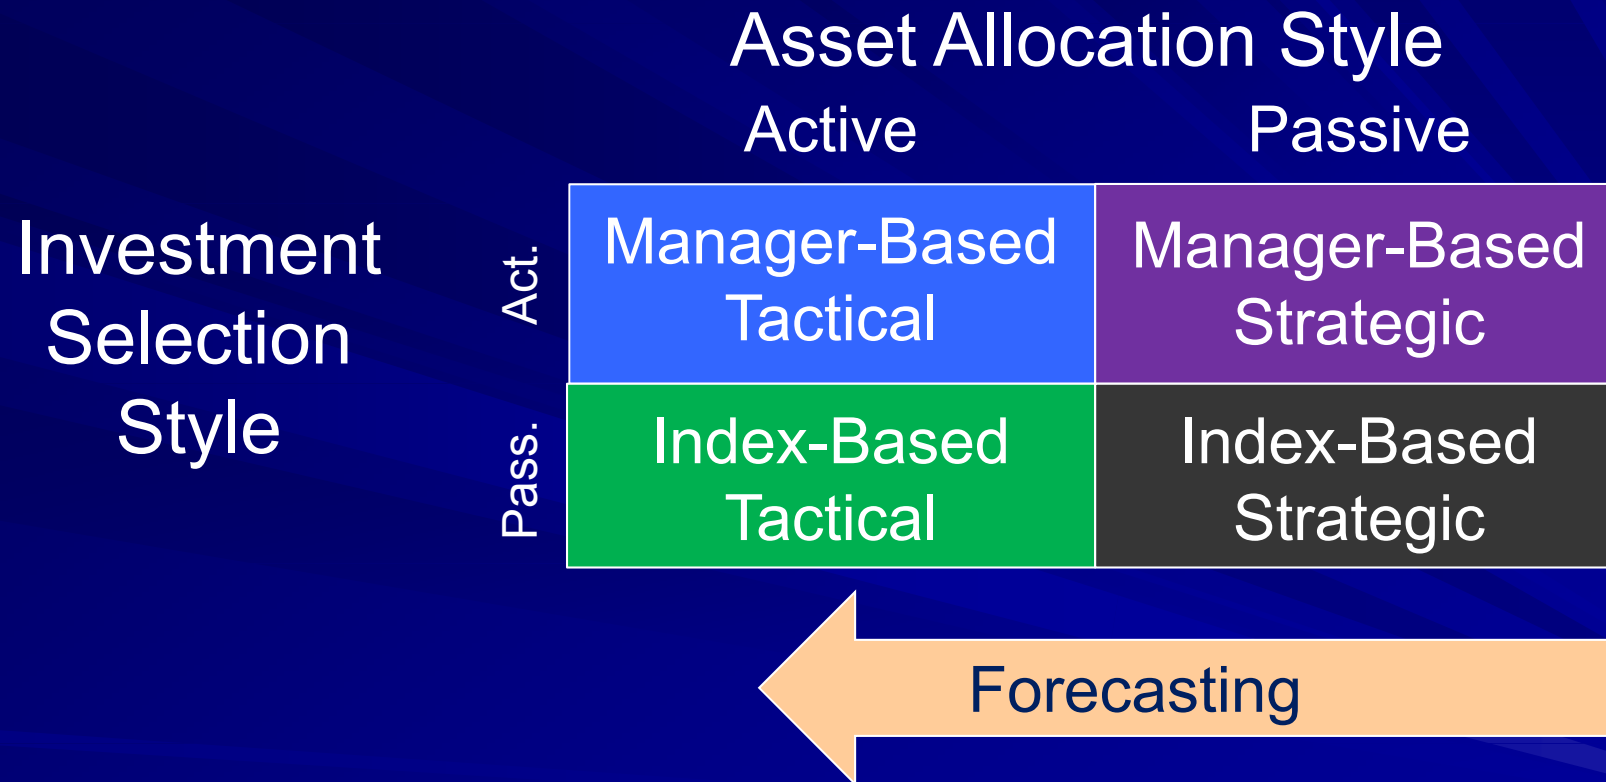 Asset Allocation Style
Active Passive
Investment
Selection
Style
Act.
Manager-Based
Tactical
Manager-Based
Strategic
Pass.
Index-Based
Tactical
Index-Based
Strategic
Forecasting